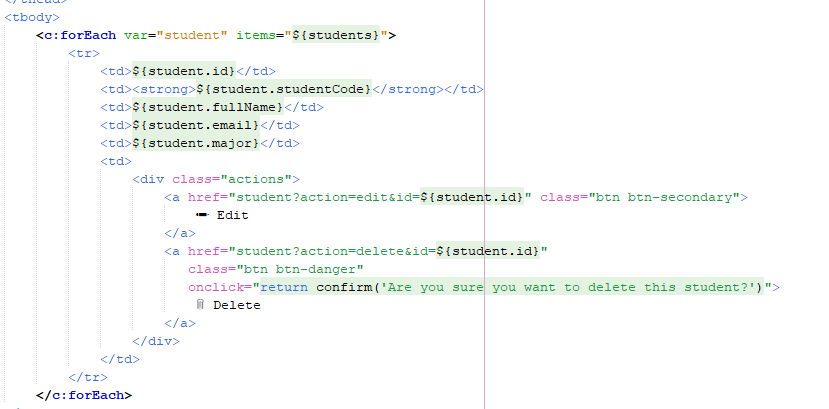 </thead>
<tbody>
<c:forEach var="student" items="${students}">
<tr>
<td>${student.id}</td>
<td><strong>${student.studentCode}</strong></td>
<td>${student.fullName}</td>
<td>${student.email}</td>
<td>${student.major}</td>
<td>
<div class="actions">
<a href="student?action=edit&id=${student.id}" class="btn btn-secondary">
✏️ Edit
</a>
<a href="student?action=delete&id=${student.id}"
class="btn btn-danger"
onclick="return confirm('Are you sure you want to delete this student?')">
🗑️ Delete
</a>
</div>
</td>
</tr>
</c:forEach>